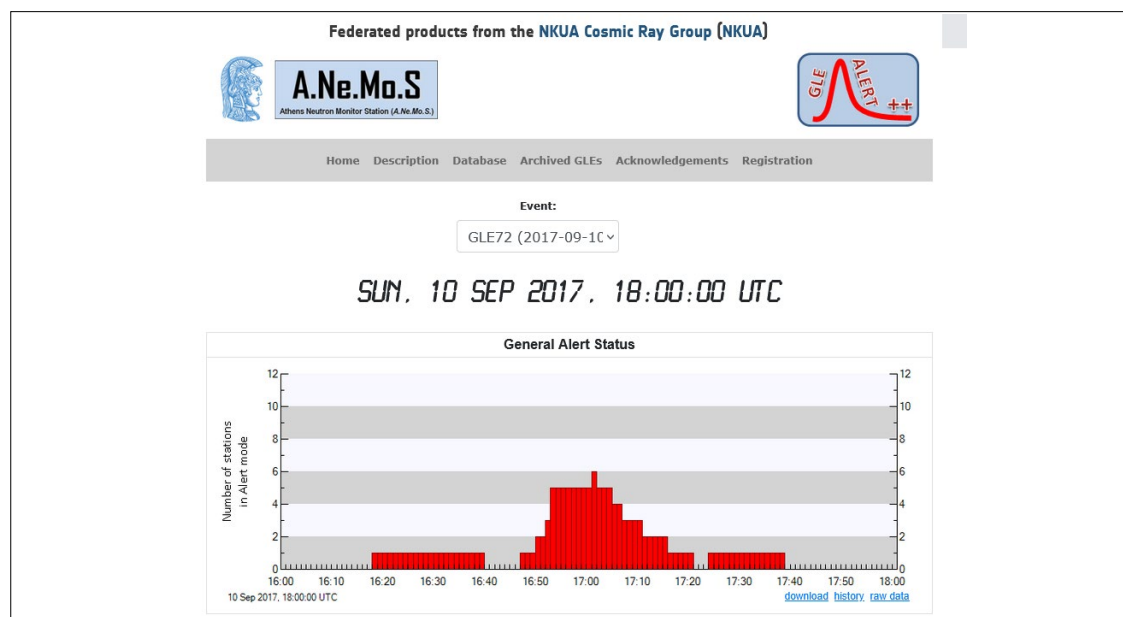 Federated products from the NKUA Cosmic Ray Group (NKUA)
A.Ne.Mo.S
Athens Neutron Monitor Station (A.Ne.Mo.S.)
GLE ALERT ++
Home Description Database Archived GLEs Acknowledgements Registration
Event:
GLE72 (2017-09-10
SUN, 10 SEP 2017, 18:00:00 UTC
General Alert Status
Number of stations
in Alert mode
12 12
10 10
8 8
6 6
4 4
2 2
0 0
16:00 16:10 16:20 16:30 16:40 16:50 17:00 17:10 17:20 17:30 17:40 17:50 18:00
10 Sep 2017, 18:00:00 UTC download history raw data